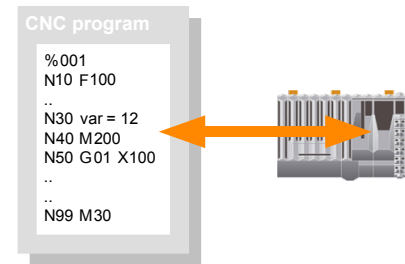 CNC program
%001
N10 F100
..
N30 var = 12
N40 M200
N50 G01 X100
..
..
N99 M30